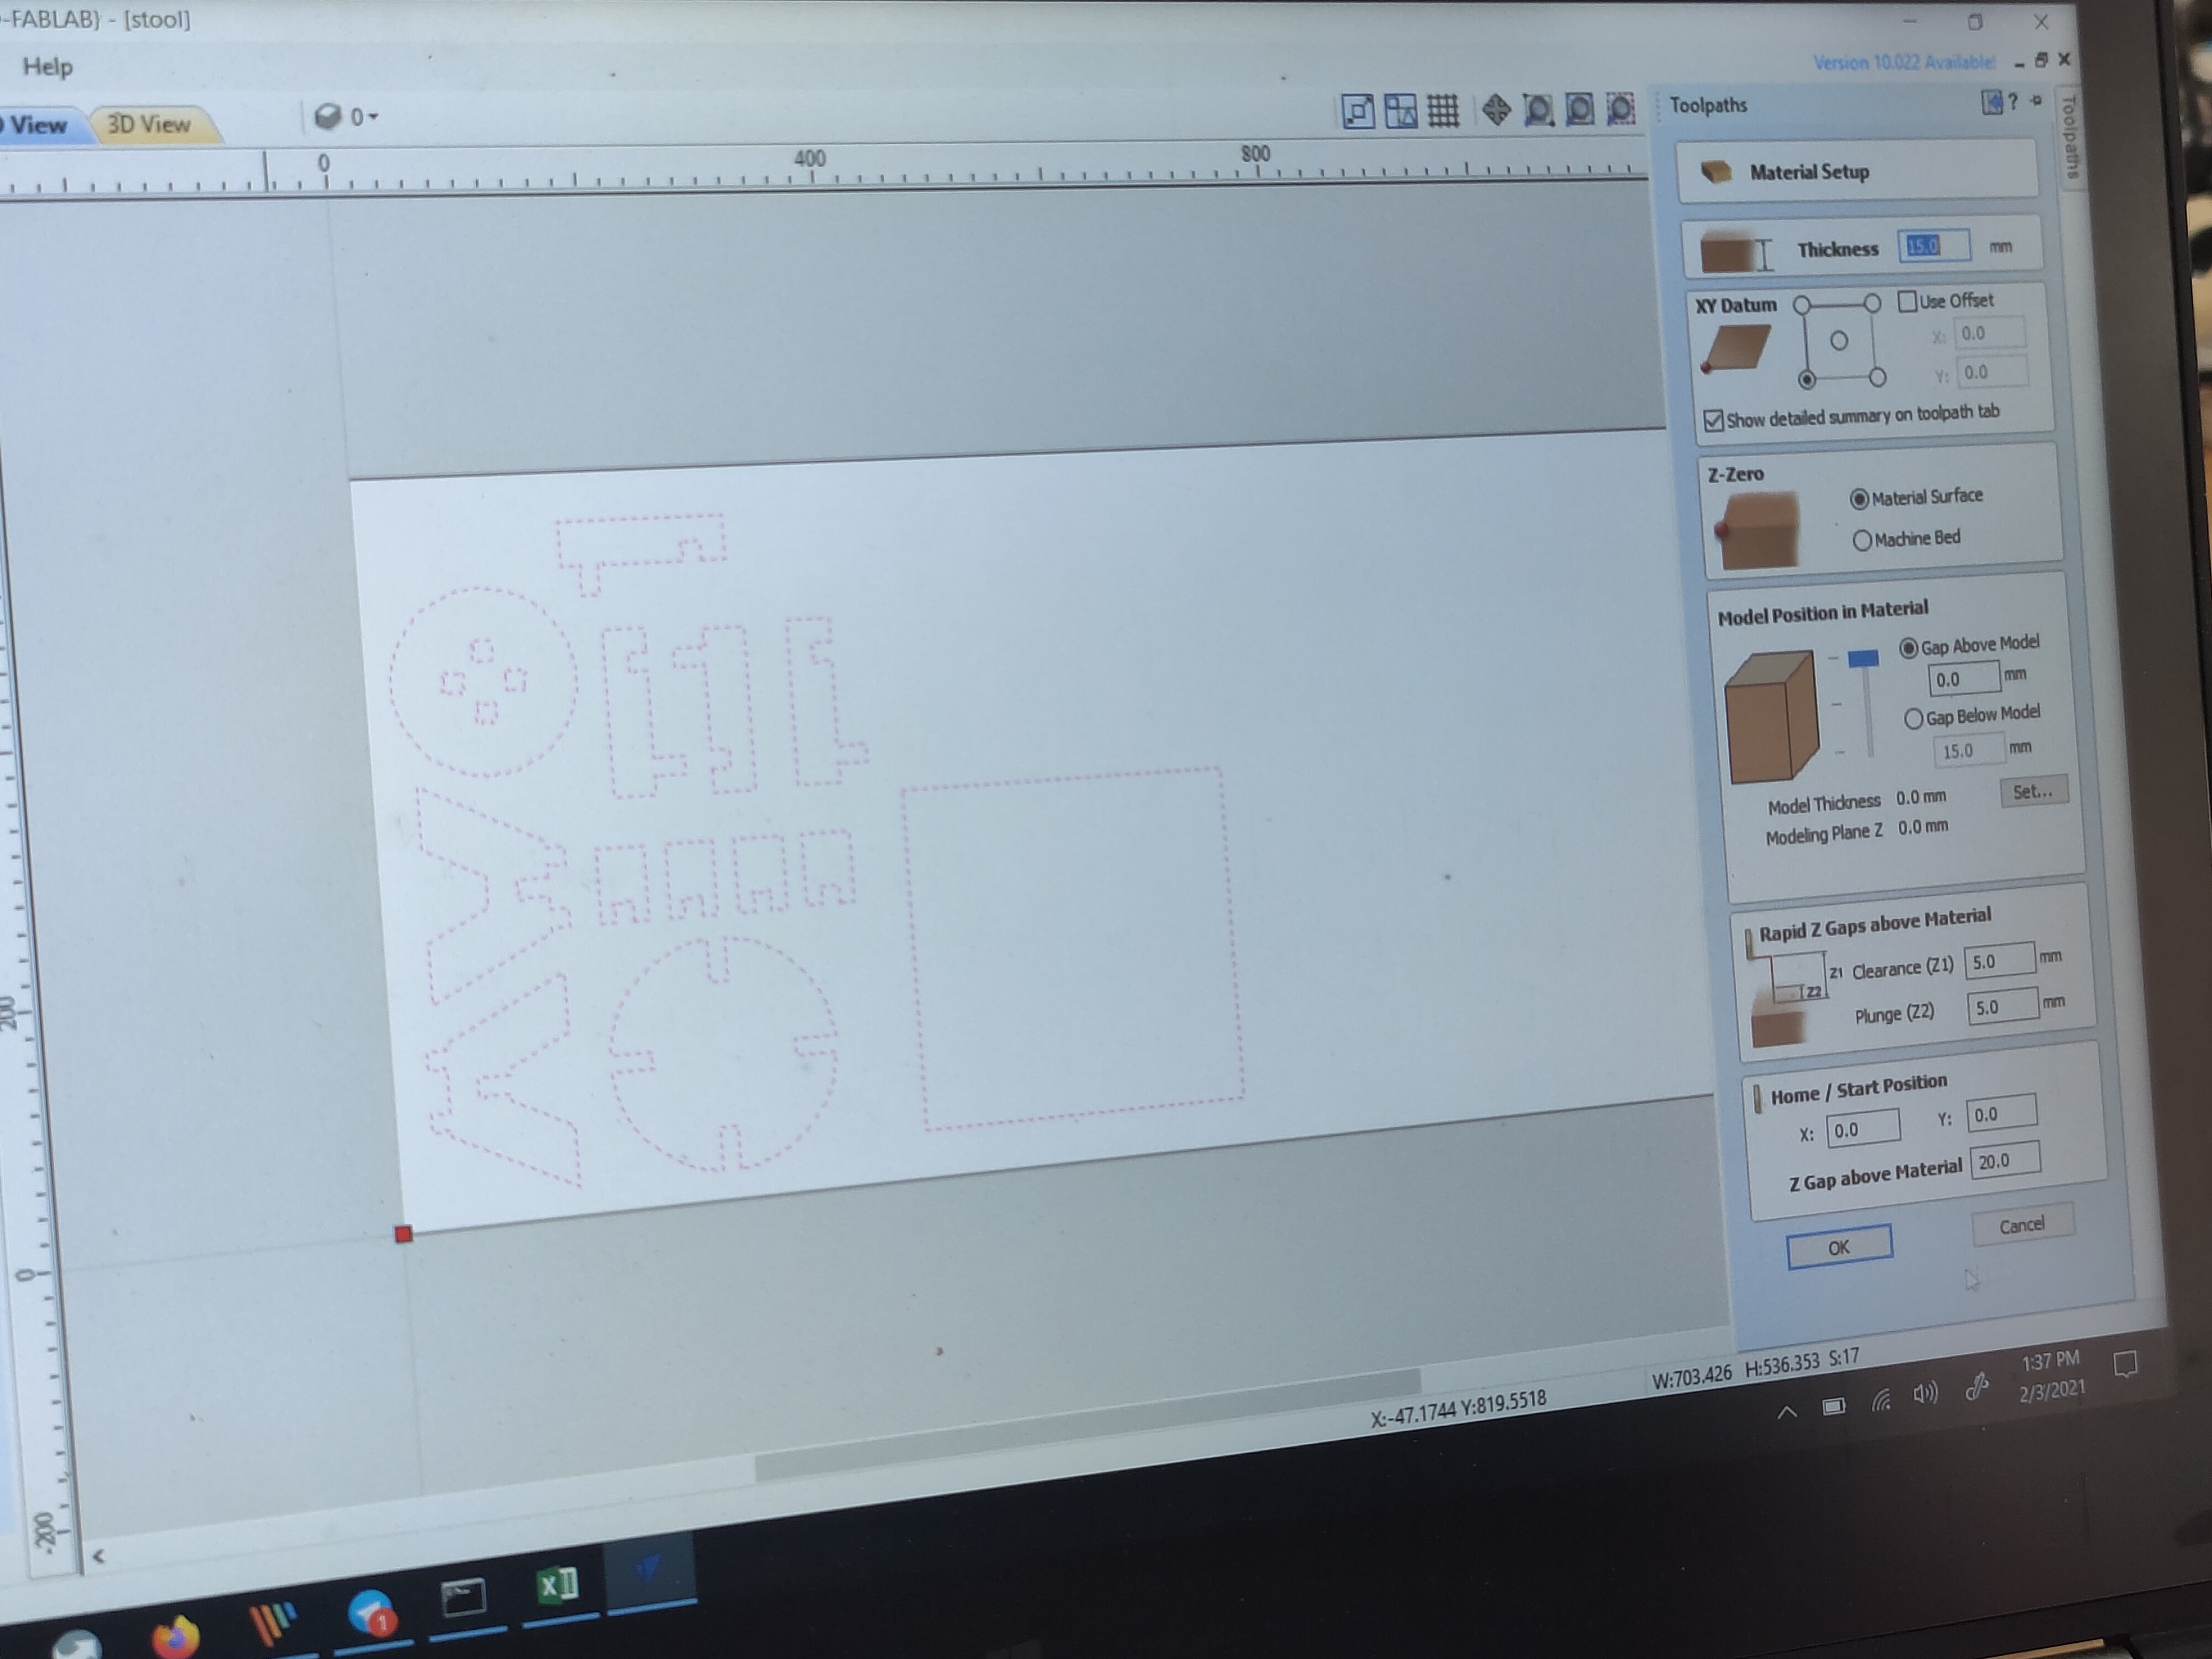 -FABLAB} - [stool]
Help
Version 10.022 Available!
View
3D View
0
Toolpaths
?
Toolpaths
0
400
800
Material Setup
Thickness 15.0 mm
XY Datum
Use Offset
X: 0.0
Y: 0.0
Show detailed summary on toolpath tab
Z-Zero
Material Surface
Machine Bed
Model Position in Material
Gap Above Model
0.0 mm
Gap Below Model
15.0 mm
Model Thickness 0.0 mm
Set...
Modeling Plane Z 0.0 mm
Rapid Z Gaps above Material
Z1 Clearance (Z1) 5.0 mm
Z2
Plunge (Z2) 5.0 mm
Home / Start Position
X: 0.0 Y: 0.0
Z Gap above Material 20.0
OK
Cancel
200
0
-200
W:703.426 H:536.353 S:17
X:-47.1744 Y:819.5518
1:37 PM
2/3/2021
1
X